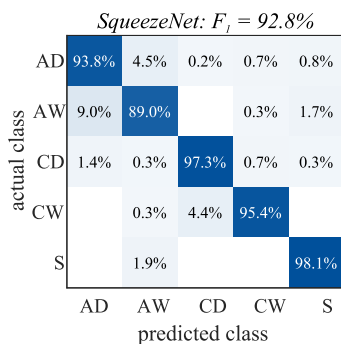 SqueezeNet: F1 = 92.8%
actual class
AD 93.8% 4.5% 0.2% 0.7% 0.8%
AW 9.0% 89.0% 0.3% 1.7%
CD 1.4% 0.3% 97.3% 0.7% 0.3%
CW 0.3% 4.4% 95.4%
S 1.9% 98.1%
AD AW CD CW S
predicted class